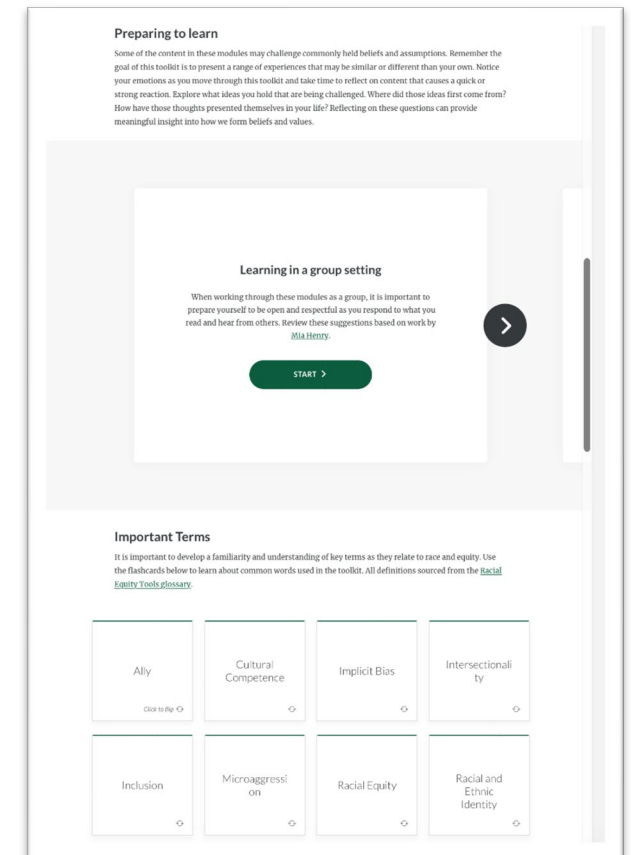 Preparing to learn
Some of the content in these modules may challenge commonly held beliefs and assumptions. Remember the
goal of this toolkit is to present a range of experiences that may be similar or different than your own. Notice
your emotions as you move through this toolkit and take time to reflect on content that causes a quick or
strong reaction. Explore what ideas you hold that are being challenged. Where did those ideas first come from?
How have those thoughts presented themselves in your life? Reflecting on these questions can provide
meaningful insight into how we form beliefs and values.
Learning in a group setting
When working through these modules as a group, it is important to
prepare yourself to be open and respectful as you respond to what you
read and hear from others. Review these suggestions based on work by
Mia Henry.
START
Important Terms
It is important to develop a familiarity and understanding of key terms as they relate to race and equity. Use
the flashcards below to learn about common words used in the toolkit. All definitions sourced from the Racial
Equity Tools glossary.
Ally
Click to flip
Cultural
Competence
Implicit Bias
Intersectionali
ty
Inclusion
Microaggressi
on
Racial Equity
Racial and
Ethnic
Identity